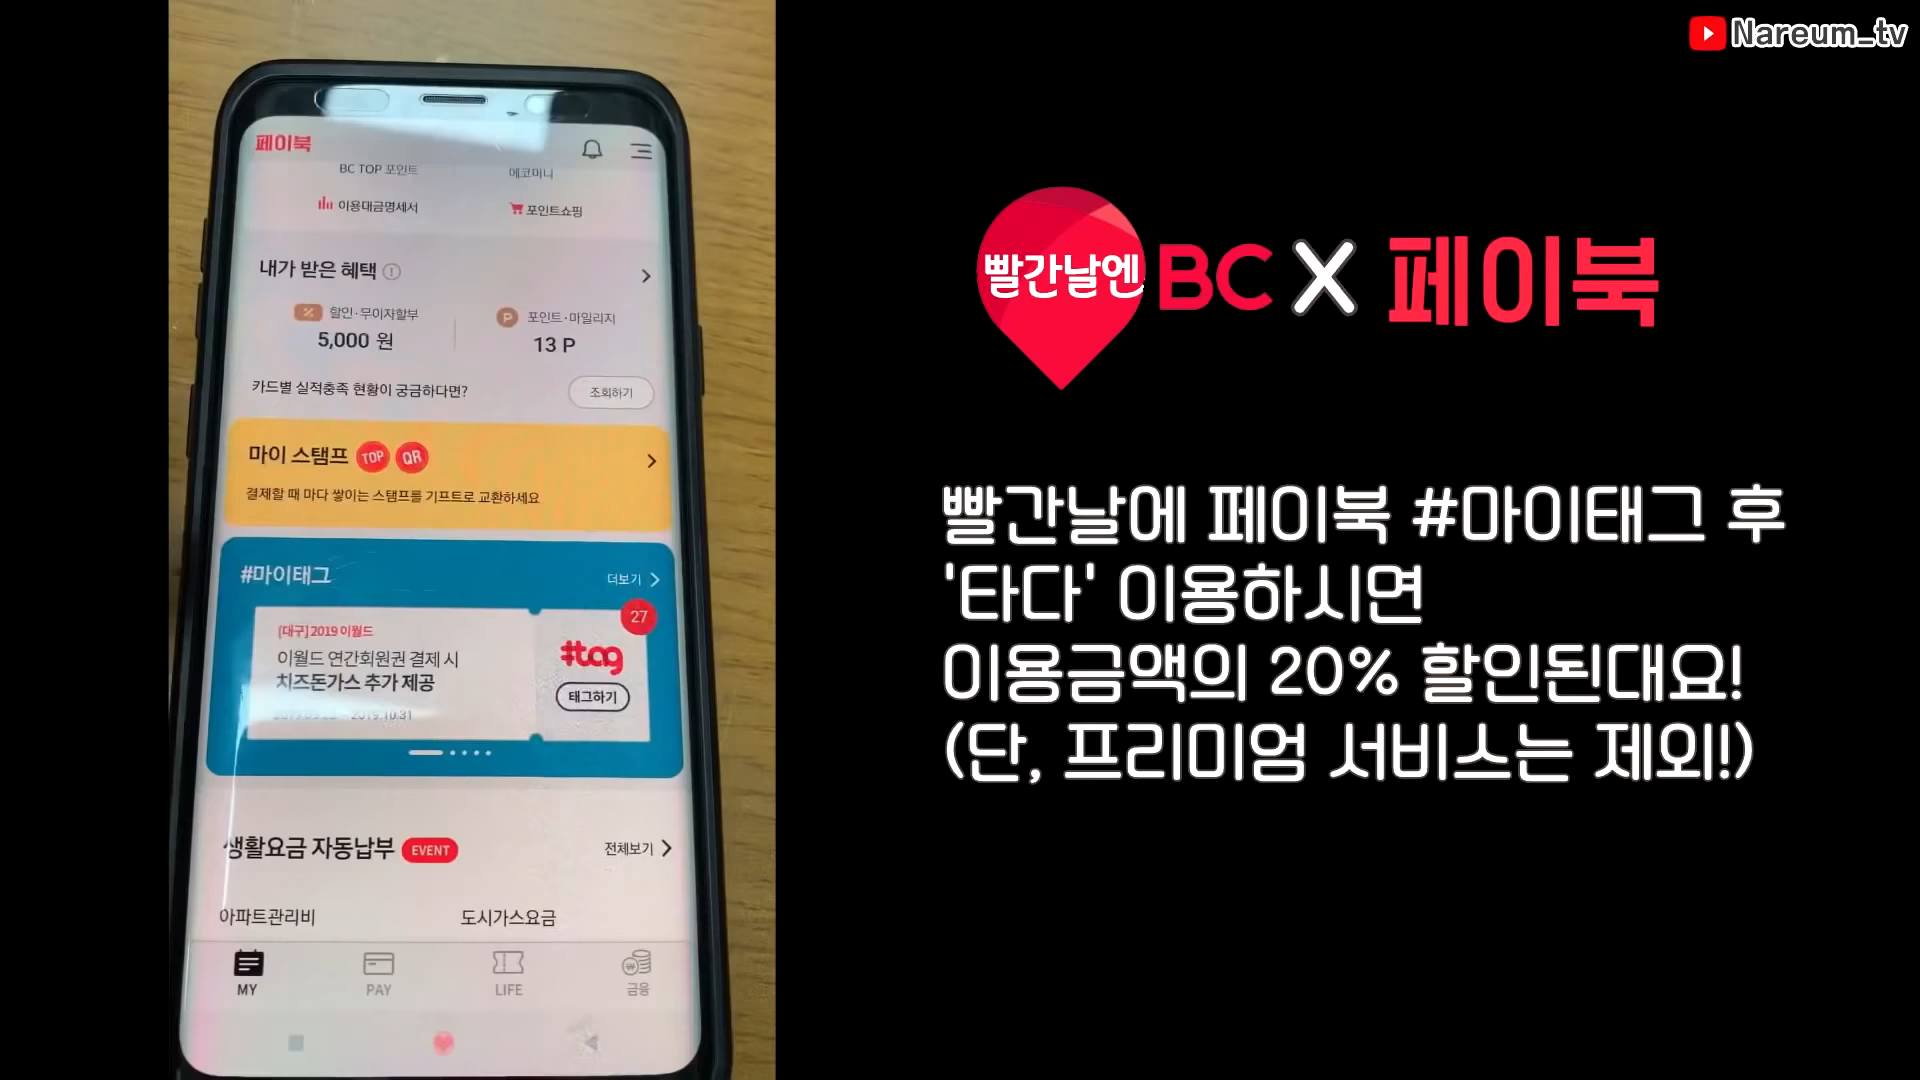 Nareum_tv
페이북
BC TOP 포인트
에코머니
이용대금명세서
포인트쇼핑
내가 받은 혜택
할인·무이자할부
포인트·마일리지
5,000 원
13 P
카드별 실적충족 현황이 궁금하다면?
조회하기
마이 스탬프 TOP QR
결제할 때 마다 쌓이는 스탬프를 기프트로 교환하세요
#마이태그
더보기
27
[대구] 2019 이월드
이월드 연간회원권 결제 시
치즈돈가스 추가 제공
2019.10.31
#tag
태그하기
생활요금 자동납부 EVENT
전체보기
아파트관리비
도시가스요금
MY
PAY
LIFE
금융
빨간날엔 BC X 페이북
빨간날에 페이북 #마이태그 후
'타다' 이용하시면
이용금액의 20% 할인된대요!
(단, 프리미엄 서비스는 제외!)